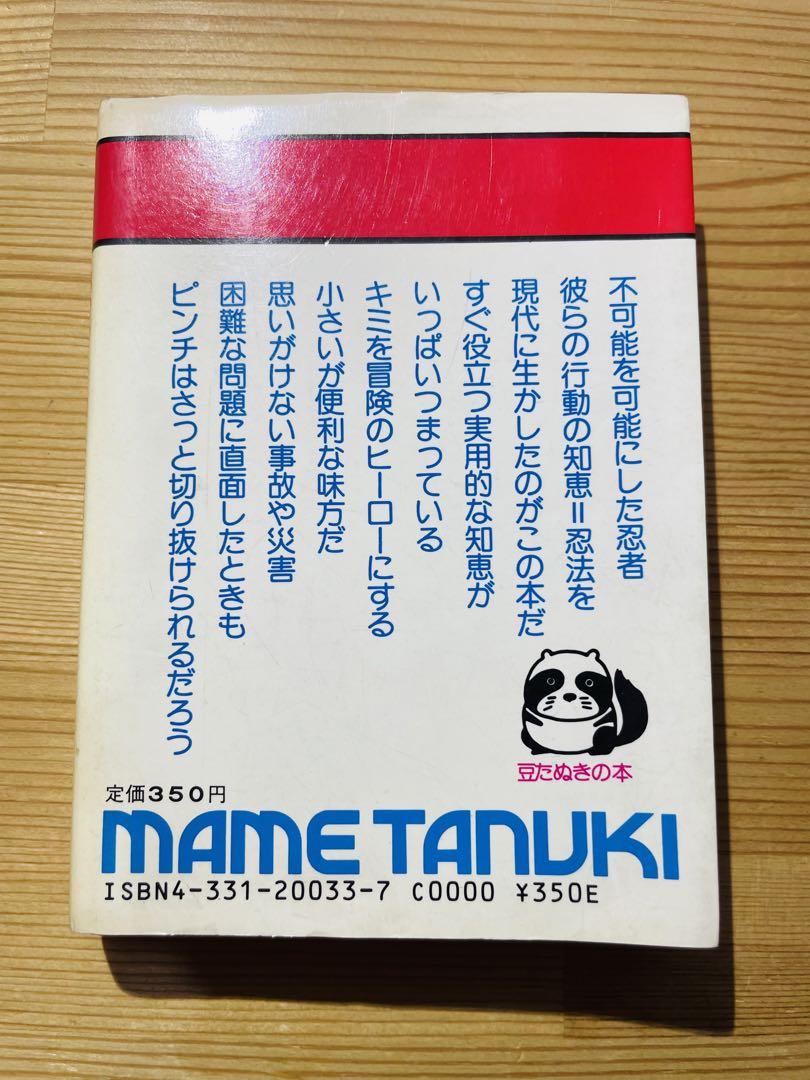 不可能を可能にした忍者
彼らの行動の知恵＝忍法を
現代に生かしたのがこの本だ
すぐ役立つ実用的な知恵が
いっぱいつまっている
キミを冒険のヒーローにする
小さいが便利な味方だ
思いがけない事故や災害
困難な問題に直面したときも
ピンチはさっと切り抜けられるだろう
豆たぬきの本
定価350円
MAME TANUKI
ISBN4-331-20033-7 C0000 ¥350E